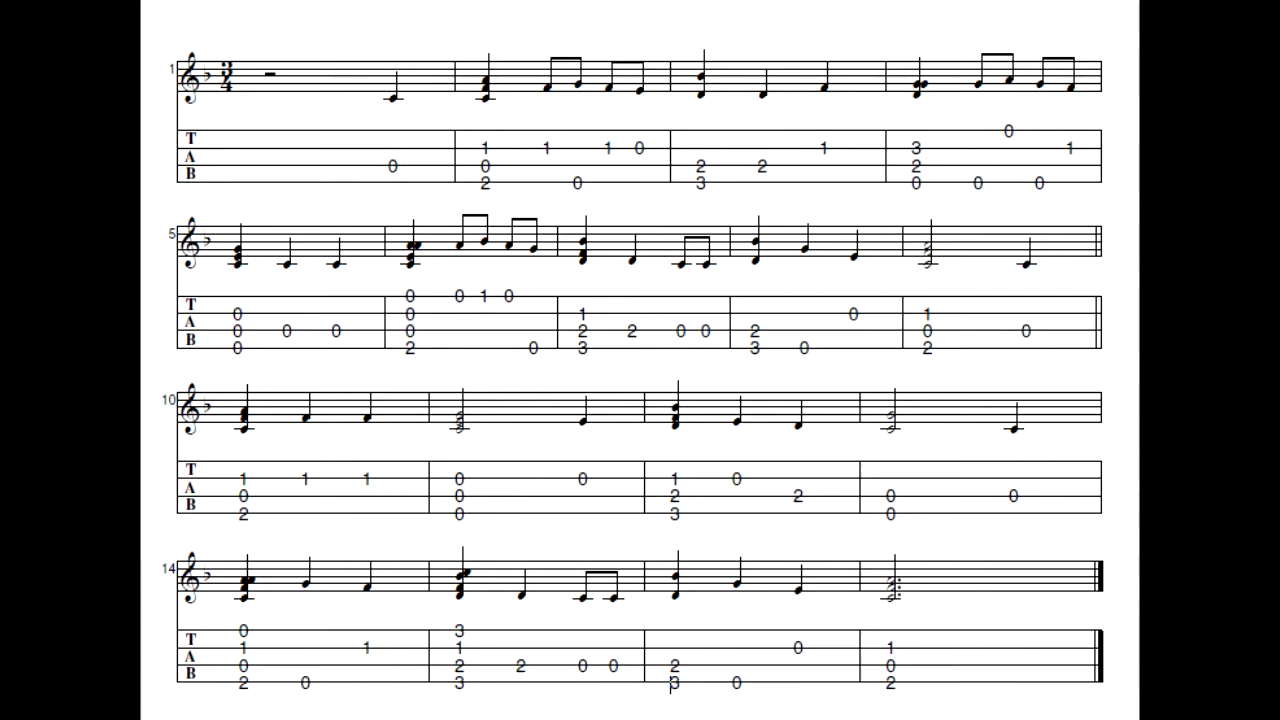 1 3
4
T 0
A 1 1 1 0 1 3 1
B 0 0 2 2 2
2 0 3 0 0 0
5
T 0 0 1 0
A 0 0 1 0 1
B 0 0 0 0 2 2 0 0 2 0 0
0 2 0 3 3 0 2
10
T
A 1 1 1 0 0 1 0
B 0 0 2 2 0 0
2 0 3 0
14
T 0 3
A 1 1 1 0 1
B 0 2 2 0 0 2 0
2 0 3 3 0 2